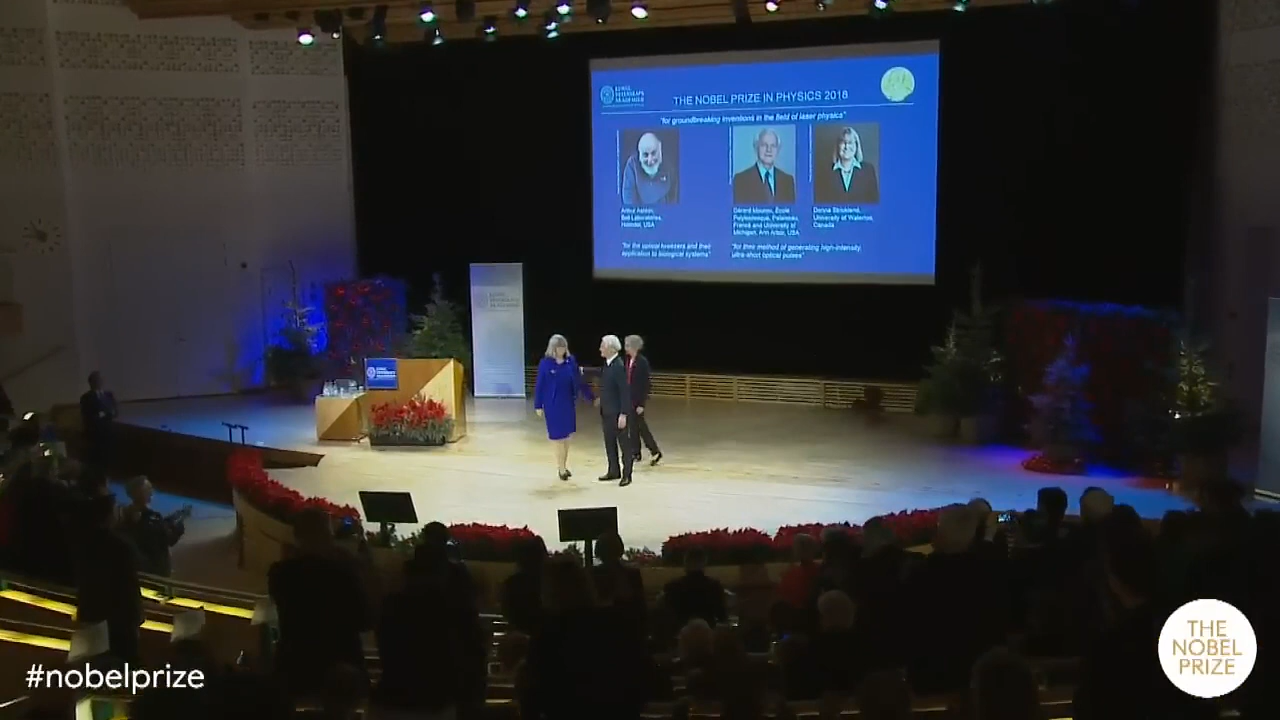 KUNGL.
VETENSKAPS
AKADEMIEN
THE NOBEL PRIZE IN PHYSICS 2018
"for groundbreaking inventions in the field of laser physics"
Arthur Ashkin,
Bell Laboratories,
Holmdel, USA
Gérard Mourou, École
Polytechnique, Palaiseau,
France and University of
Michigan, Ann Arbor, USA
Donna Strickland,
University of Waterloo,
Canada
"for the optical tweezers and their
application to biological systems"
"for their method of generating high-intensity,
ultra-short optical pulses"
#nobelprize
THE
NOBEL
PRIZE